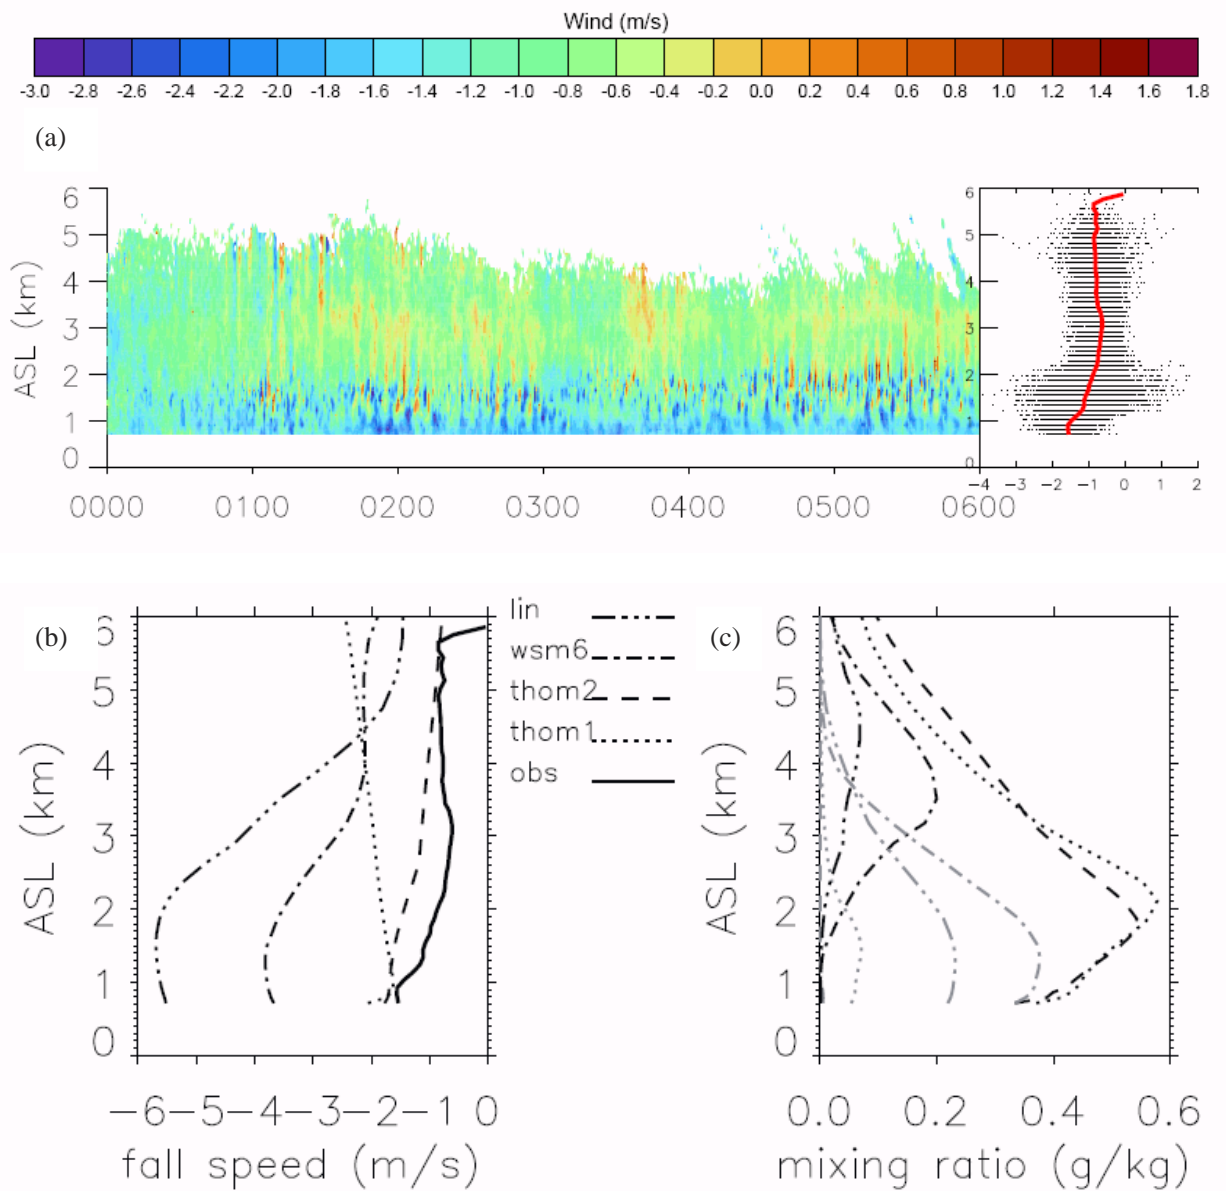 Wind (m/s)
-3.0 -2.8 -2.6 -2.4 -2.2 -2.0 -1.8 -1.6 -1.4 -1.2 -1.0 -0.8 -0.6 -0.4 -0.2 0.0 0.2 0.4 0.6 0.8 1.0 1.2 1.4 1.6 1.8
(a)
ASL (km)
6
5
4
3
2
1
0
0000 0100 0200 0300 0400 0500 0600
6
5
4
3
2
1
0
-4 -3 -2 -1 0 1 2
(b)
ASL (km)
6
5
4
3
2
1
0
-6 -5 -4 -3 -2 -1 0
fall speed (m/s)
lin
wsm6
thom2
thom1
obs
(c)
ASL (km)
6
5
4
3
2
1
0
0.0 0.2 0.4 0.6
mixing ratio (g/kg)